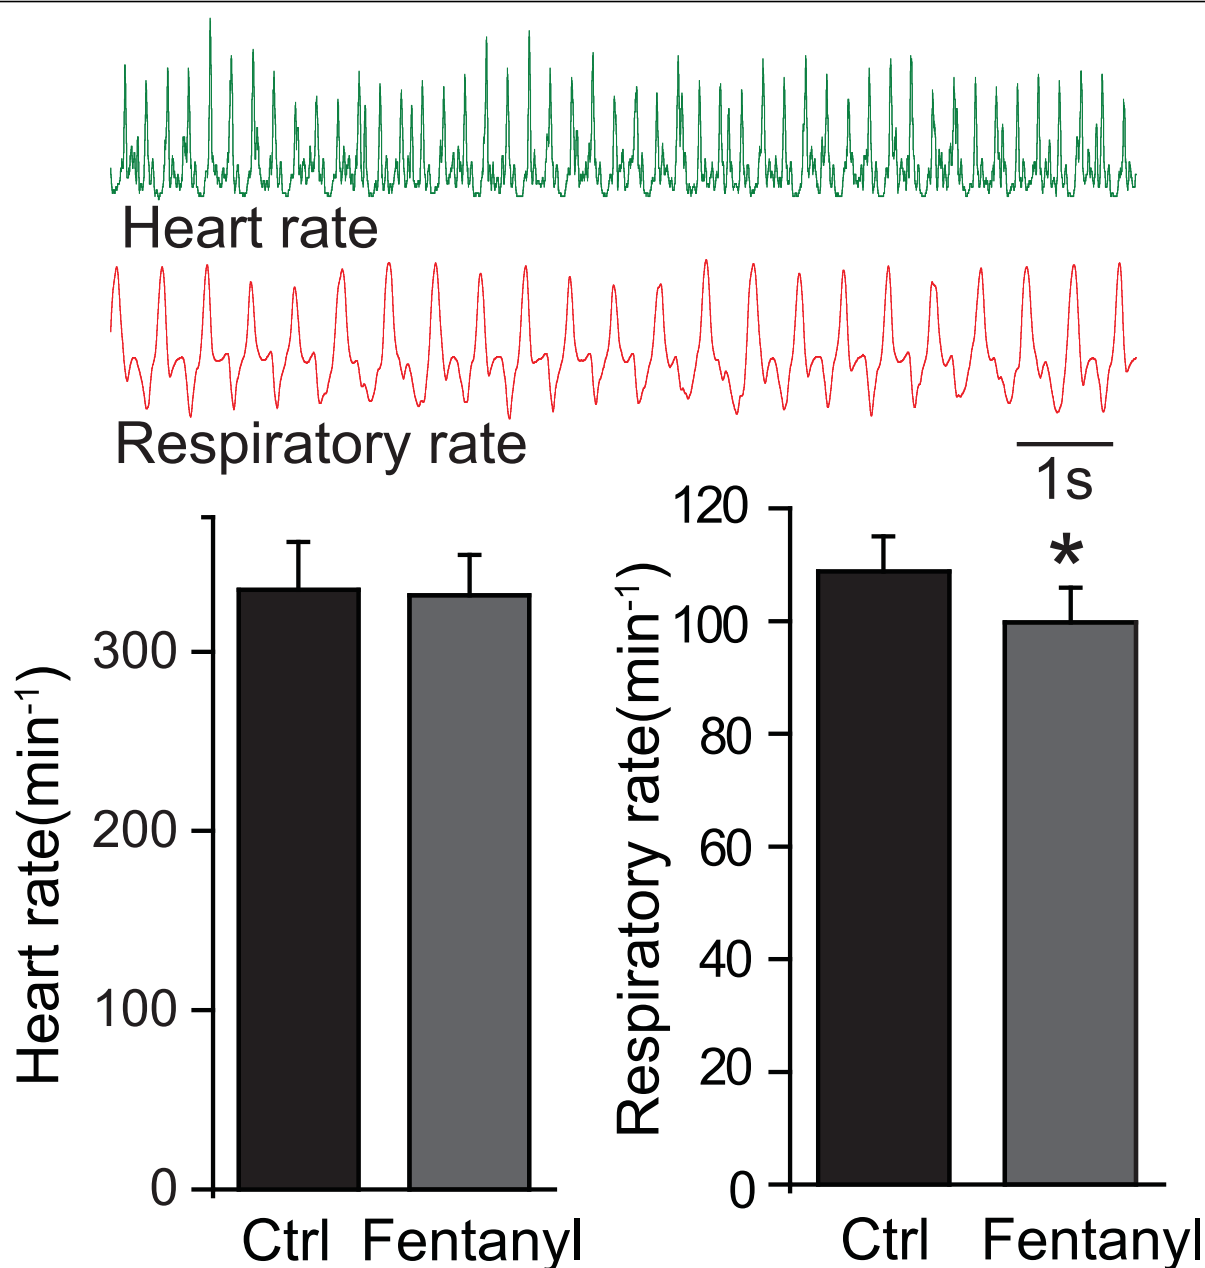 Heart rate
Respiratory rate
1s
Heart rate(min-1)
300
200
100
0
Ctrl Fentanyl
Respiratory rate(min-1)
120
*
100
80
60
40
20
0
Ctrl Fentanyl